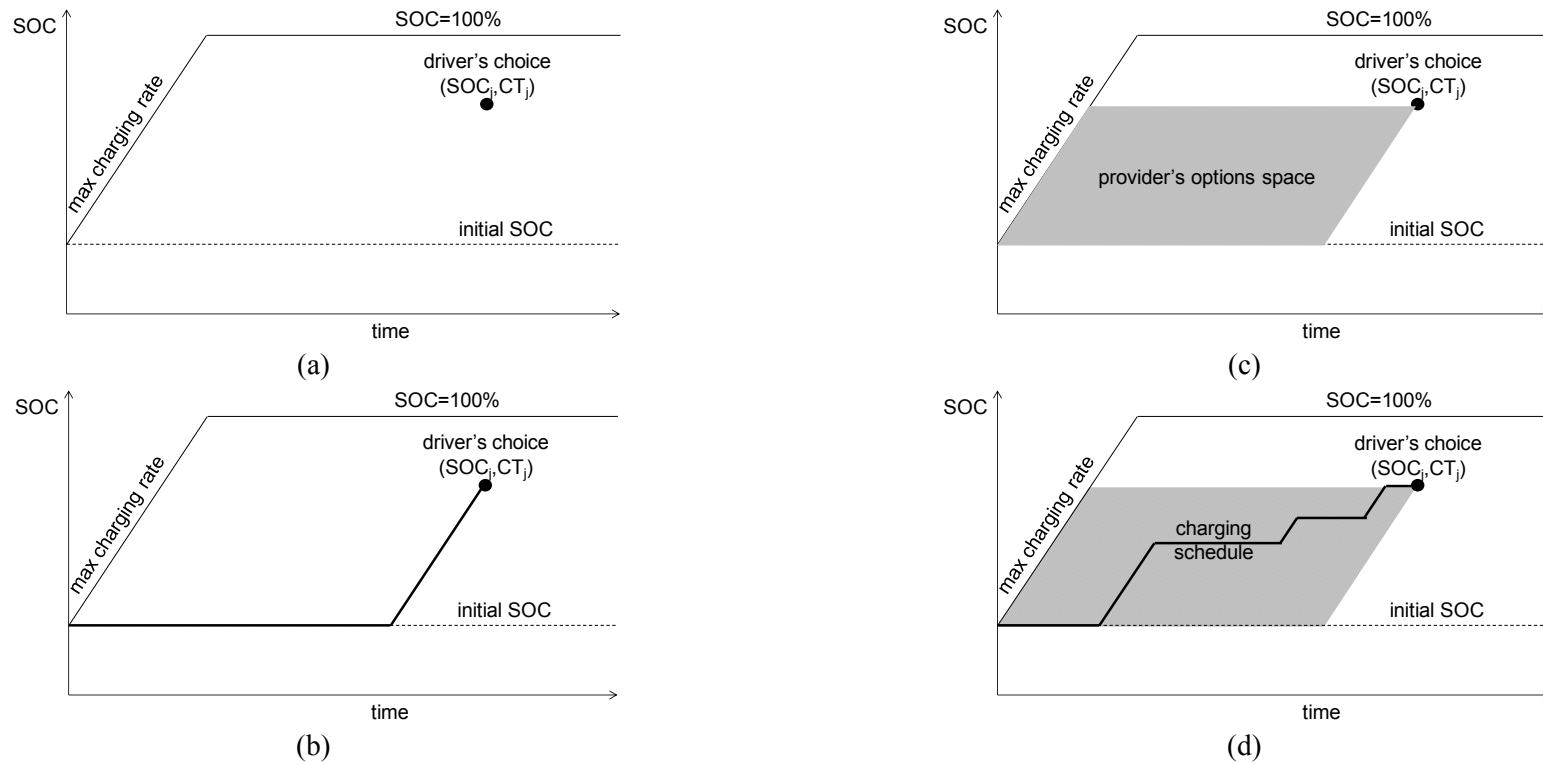 SOC
SOC=100%
max charging rate
driver's choice
(SOCj,CTj)
initial SOC
time
(a)
SOC
SOC=100%
max charging rate
driver's choice
(SOCj,CTj)
provider's options space
initial SOC
time
(c)
SOC
SOC=100%
max charging rate
driver's choice
(SOCj,CTj)
initial SOC
time
(b)
SOC
SOC=100%
max charging rate
driver's choice
(SOCj,CTj)
charging
schedule
initial SOC
time
(d)